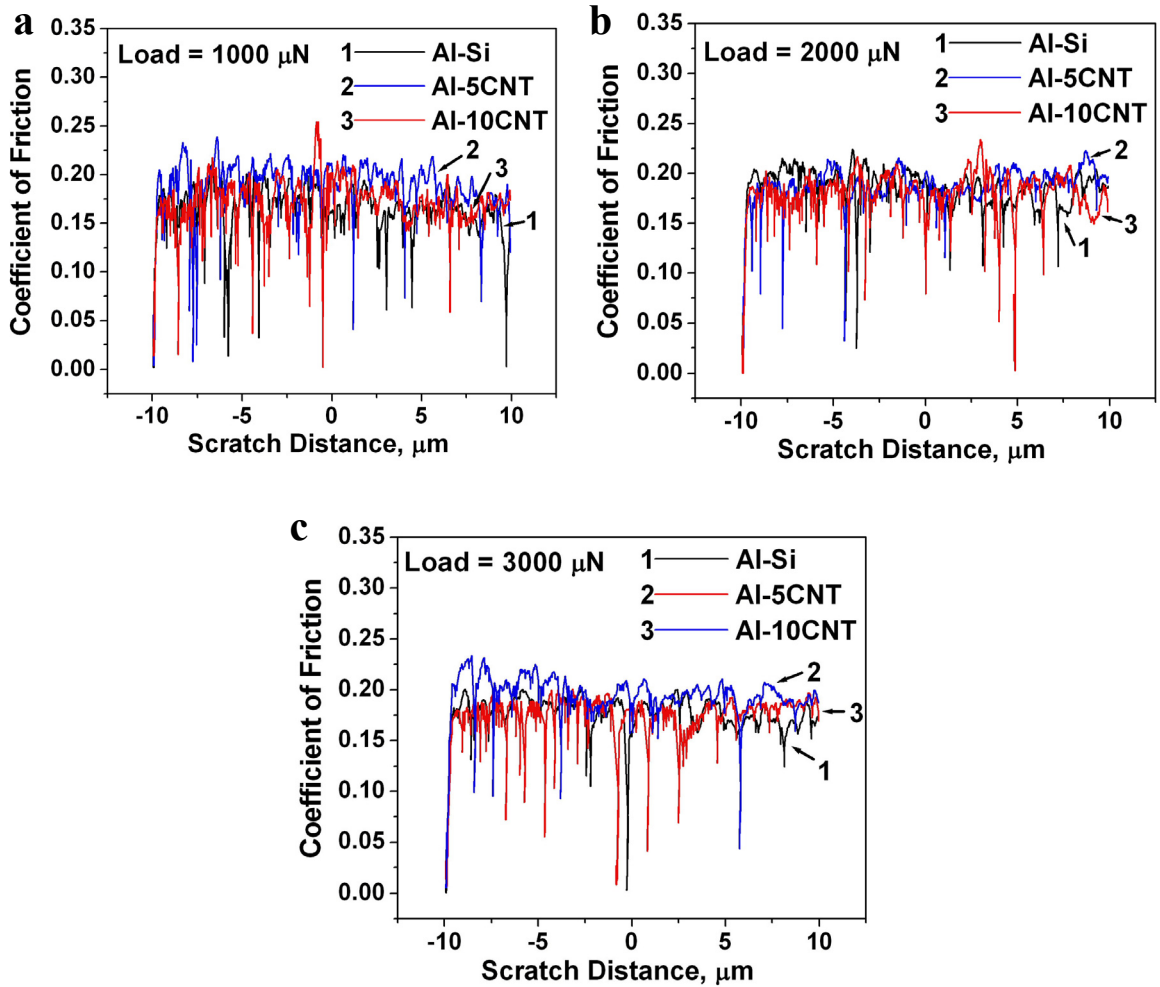 a
Load = 1000 μN
1 Al-Si
2 Al-5CNT
3 Al-10CNT
0.35
0.30
0.25
0.20
0.15
0.10
0.05
0.00
Coefficient of Friction
2
3
1
-10 -5 0 5 10
Scratch Distance, μm
b
Load = 2000 μN
1 Al-Si
2 Al-5CNT
3 Al-10CNT
0.35
0.30
0.25
0.20
0.15
0.10
0.05
0.00
Coefficient of Friction
2
3
1
-10 -5 0 5 10
Scratch Distance, μm
c
Load = 3000 μN
1 Al-Si
2 Al-5CNT
3 Al-10CNT
0.35
0.30
0.25
0.20
0.15
0.10
0.05
0.00
Coefficient of Friction
2
3
1
-10 -5 0 5 10
Scratch Distance, μm